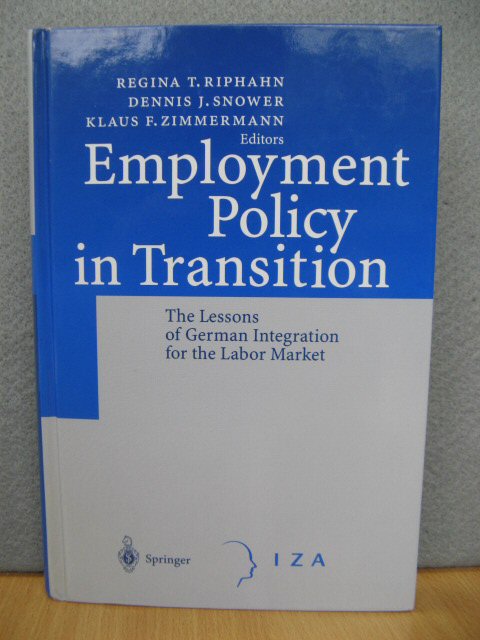 REGINA T. RIPHAHN
DENNIS J. SNOWER
KLAUS F. ZIMMERMANN
Editors
Employment
Policy
in Transition
The Lessons
of German Integration
for the Labor Market
Springer
IZA